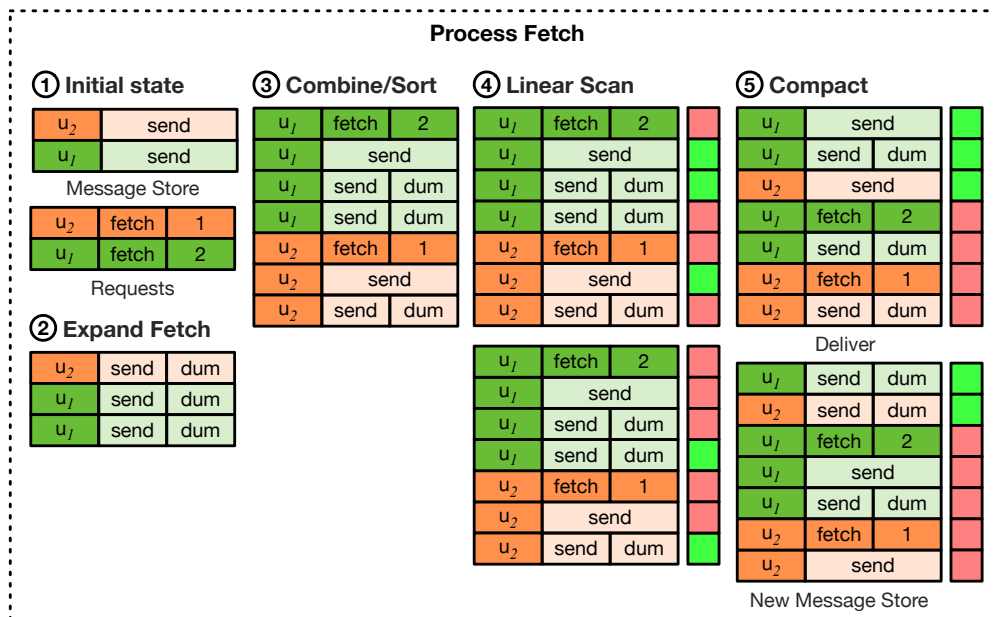 Process Fetch
1 Initial state
u2 send
u1 send
Message Store
u2 fetch 1
u1 fetch 2
Requests
2 Expand Fetch
u2 send dum
u1 send dum
u1 send dum
3 Combine/Sort
u1 fetch 2
u1 send
u1 send dum
u1 send dum
u2 fetch 1
u2 send
u2 send dum
4 Linear Scan
u1 fetch 2
u1 send
u1 send dum
u1 send dum
u2 fetch 1
u2 send
u2 send dum
u1 fetch 2
u1 send
u1 send dum
u1 send dum
u2 fetch 1
u2 send
u2 send dum
5 Compact
u1 send
u1 send dum
u2 send
u1 fetch 2
u1 send dum
u2 fetch 1
u2 send dum
Deliver
u1 send dum
u2 send dum
u1 fetch 2
u1 send
u1 send dum
u2 fetch 1
u2 send
New Message Store